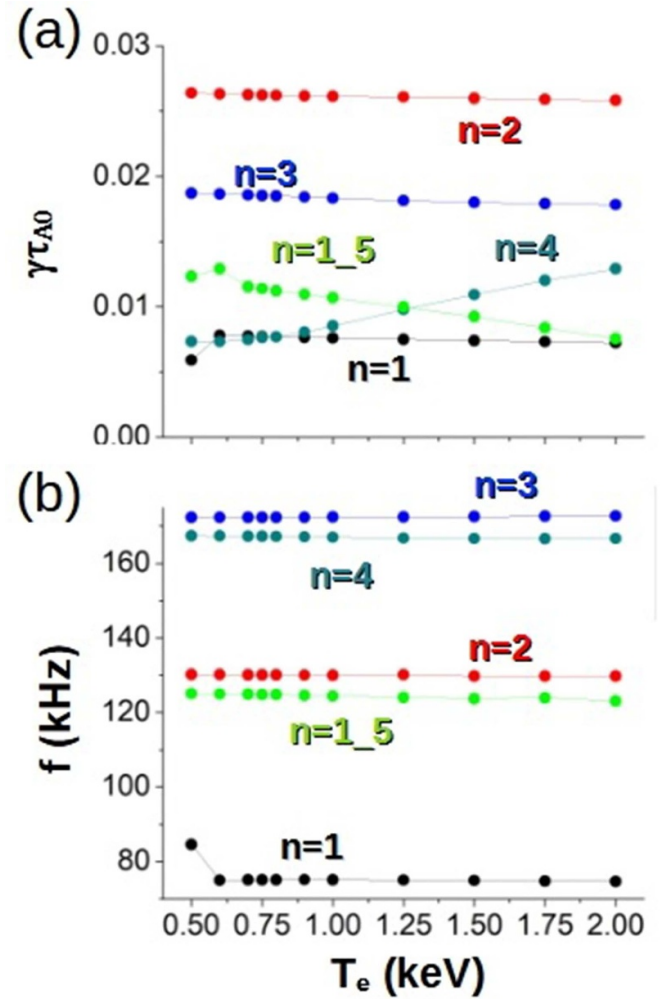 (a)
0.03
n=2
0.02
n=3
n=1_5
n=4
γτA0
0.01
n=1
0.00
(b)
n=3
160
n=4
140
n=2
120
n=1_5
f (kHz)
100
n=1
80
0.50 0.75 1.00 1.25 1.50 1.75 2.00
Te (keV)